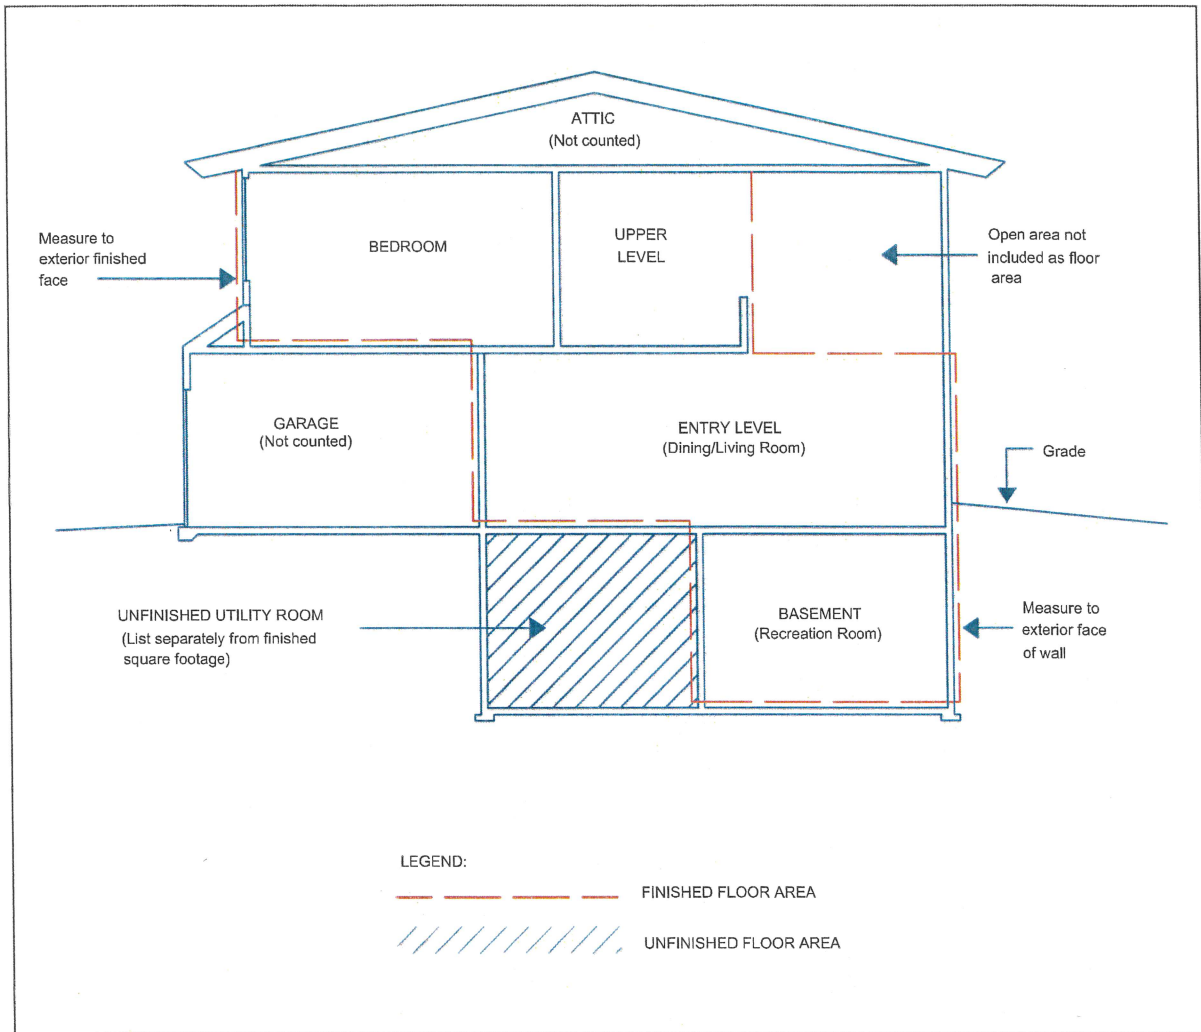 ATTIC
(Not counted)
BEDROOM
UPPER
LEVEL
Measure to
exterior finished
face
Open area not
included as floor
area
GARAGE
(Not counted)
ENTRY LEVEL
(Dining/Living Room)
Grade
UNFINISHED UTILITY ROOM
(List separately from finished
square footage)
BASEMENT
(Recreation Room)
Measure to
exterior face
of wall
LEGEND:
FINISHED FLOOR AREA
UNFINISHED FLOOR AREA